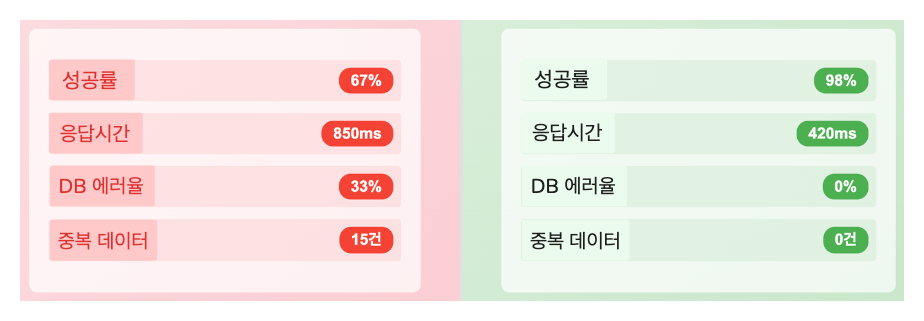 성공률 67%
응답시간 850ms
DB 에러율 33%
중복 데이터 15건
성공률 98%
응답시간 420ms
DB 에러율 0%
중복 데이터 0건